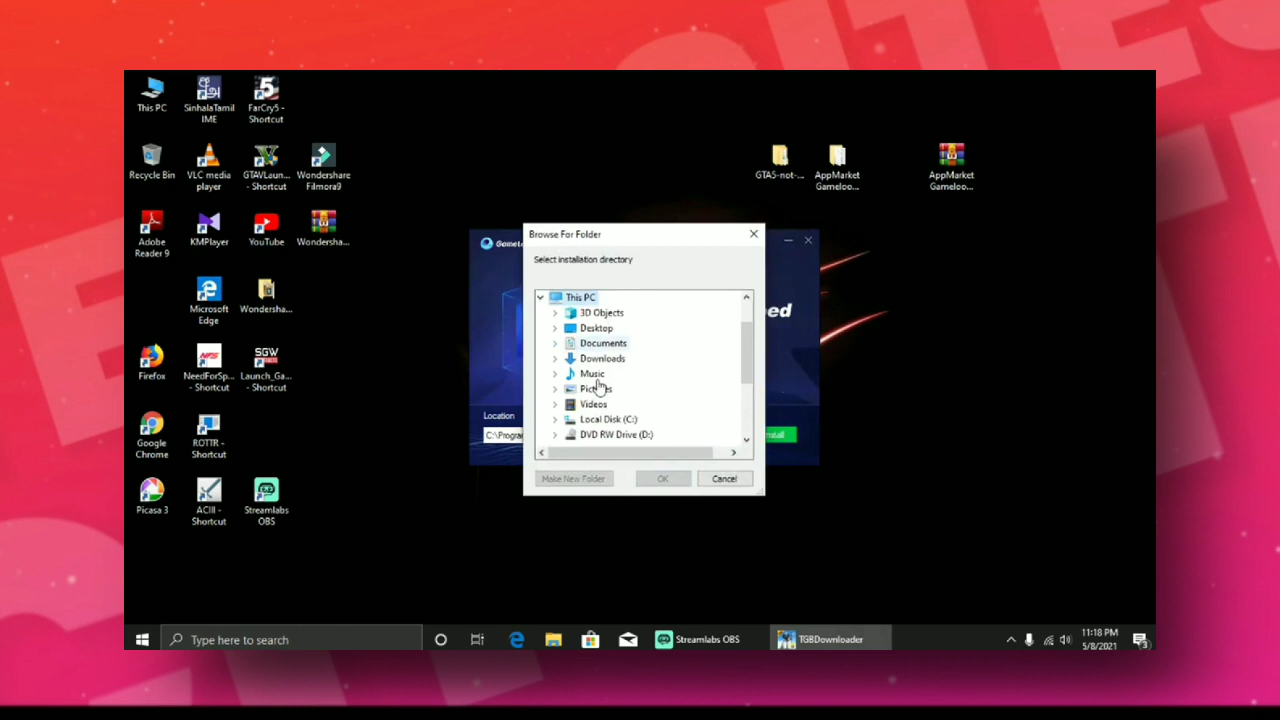 This PC
SinhalaTamil
IME
FarCry5 -
Shortcut
Recycle Bin
VLC media
player
GTAVLaun...
- Shortcut
Wondershare
Filmora9
GTA5-not-...
AppMarket
Gameloo...
AppMarket
Gameloo...
Adobe
Reader 9
KMPlayer
YouTube
Wondersha...
Microsoft
Edge
Wondersha...
Firefox
NeedForSp...
- Shortcut
SGW
Launch_Ga...
- Shortcut
Google
Chrome
ROTTR -
Shortcut
Picasa 3
ACIII -
Shortcut
Streamlabs
OBS
Browse For Folder
Select installation directory
This PC
3D Objects
Desktop
Documents
Downloads
Music
Videos
Local Disk (C:)
DVD RW Drive (D:)
Make New Folder
OK
Cancel
Location
Type here to search
Streamlabs OBS
TGBDownloader
11:18 PM
5/8/2021